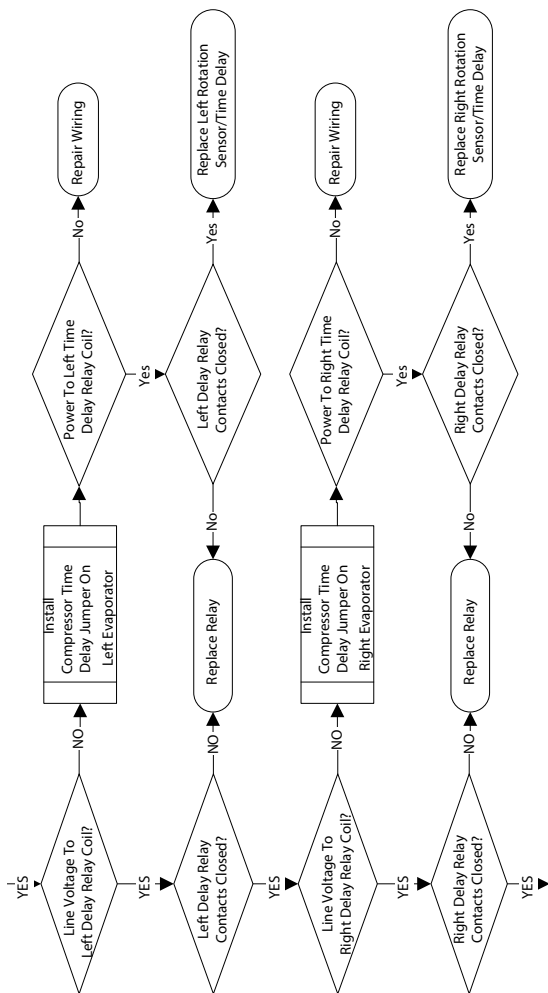 YES
Line Voltage To
Left Delay Relay Coil?
NO
Install
Compressor Time
Delay Jumper On
Left Evaporator
Power To Left Time
Delay Relay Coil?
No
Repair Wiring
YES
Yes
Left Delay Relay
Contacts Closed?
NO
Replace Relay
No
Left Delay Relay
Contacts Closed?
Yes
Replace Left Rotation
Sensor/Time Delay
YES
Line Voltage To
Right Delay Relay Coil?
NO
Install
Compressor Time
Delay Jumper On
Right Evaporator
Power To Right Time
Delay Relay Coil?
No
Repair Wiring
YES
Yes
Right Delay Relay
Contacts Closed?
NO
Replace Relay
No
Right Delay Relay
Contacts Closed?
Yes
Replace Right Rotation
Sensor/Time Delay
YES